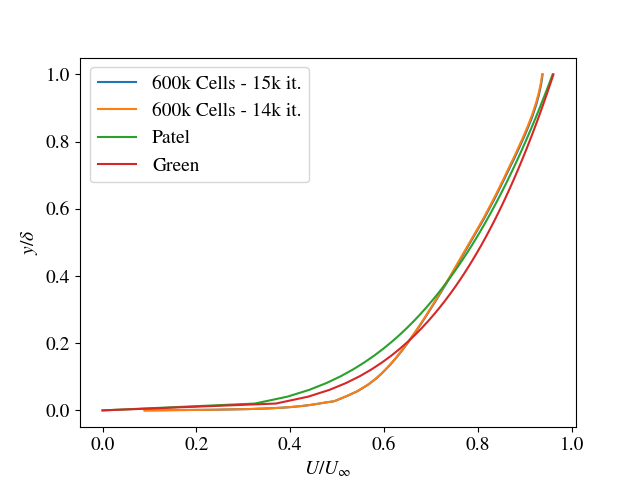 600k Cells - 15k it.
600k Cells - 14k it.
Patel
Green
1.0
0.8
0.6
0.4
0.2
0.0
y/δ
0.0 0.2 0.4 0.6 0.8 1.0
U/U∞